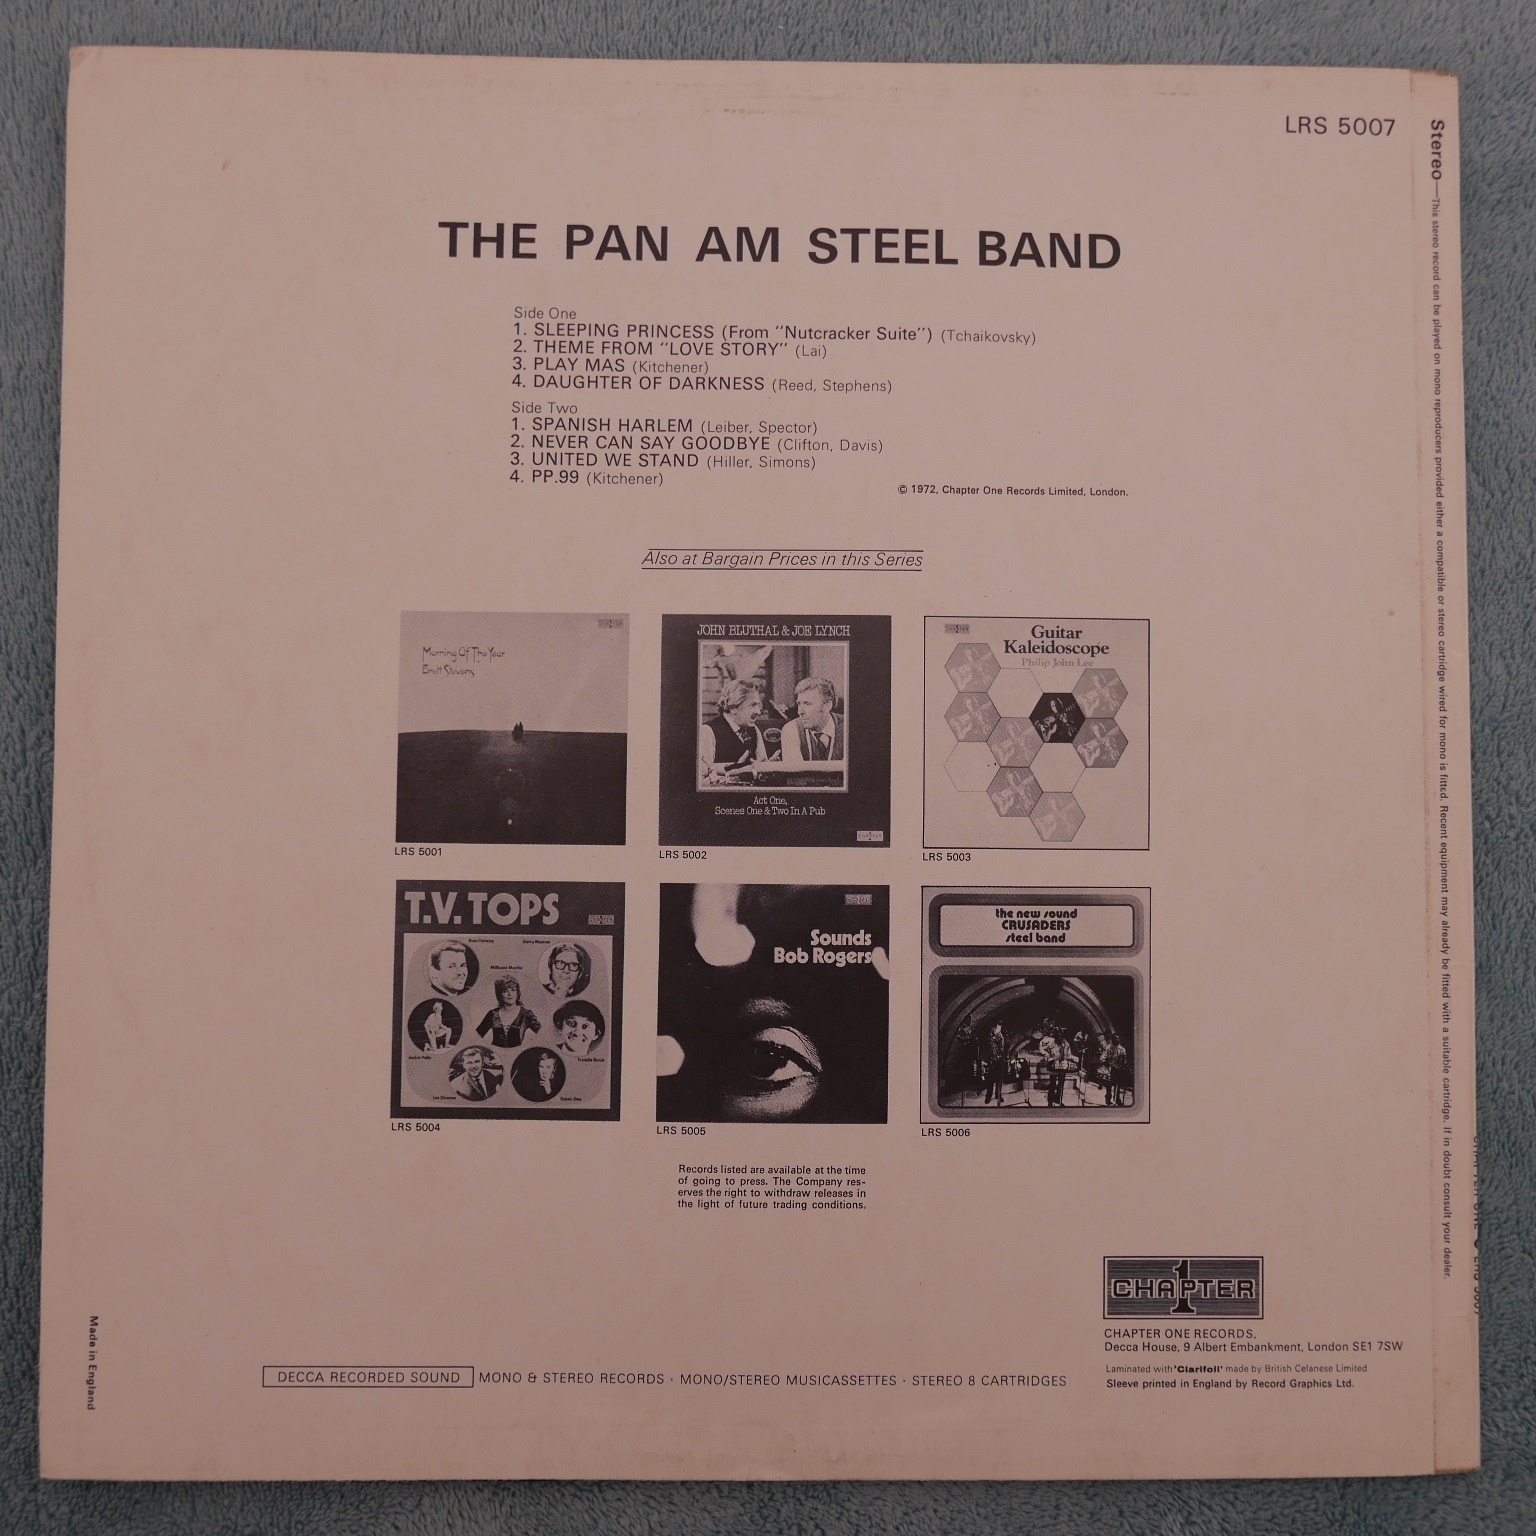 LRS 5007
THE PAN AM STEEL BAND
Side One
1. SLEEPING PRINCESS (From "Nutcracker Suite") (Tchaikovsky)
2. THEME FROM "LOVE STORY" (Lai)
3. PLAY MAS (Kitchener)
4. DAUGHTER OF DARKNESS (Reed, Stephens)
Side Two
1. SPANISH HARLEM (Leiber, Spector)
2. NEVER CAN SAY GOODBYE (Clifton, Davis)
3. UNITED WE STAND (Hiller, Simons)
4. PP.99 (Kitchener)
© 1972, Chapter One Records Limited, London.
Also at Bargain Prices in this Series
Morning Of The Year
Brett Stevens
LRS 5001
JOHN BLUTHAL & JOE LYNCH
Act One,
Scenes One & Two In A Pub
LRS 5002
Guitar
Kaleidoscope
Philip John Lee
LRS 5003
T.V. TOPS
Russ Conway
LRS 5004
Sounds
Bob Rogers
LRS 5005
the new sound
CRUSADERS
steel band
LRS 5006
Records listed are available at the time
of going to press. The Company res-
erves the right to withdraw releases in
the light of future trading conditions.
CHAPTER 1
CHAPTER ONE RECORDS,
Decca House, 9 Albert Embankment, London SE1 7SW
Laminated with 'Clarifoil' made by British Celanese Limited
Sleeve printed in England by Record Graphics Ltd.
DECCA RECORDED SOUND MONO & STEREO RECORDS · MONO/STEREO MUSICASSETTES · STEREO 8 CARTRIDGES
Made in England
Stereo—This stereo record can be played on mono reproducers provided either a compatible or stereo cartridge wired for mono is fitted. Recent equipment may already be fitted with a suitable cartridge. If in doubt consult your dealer.